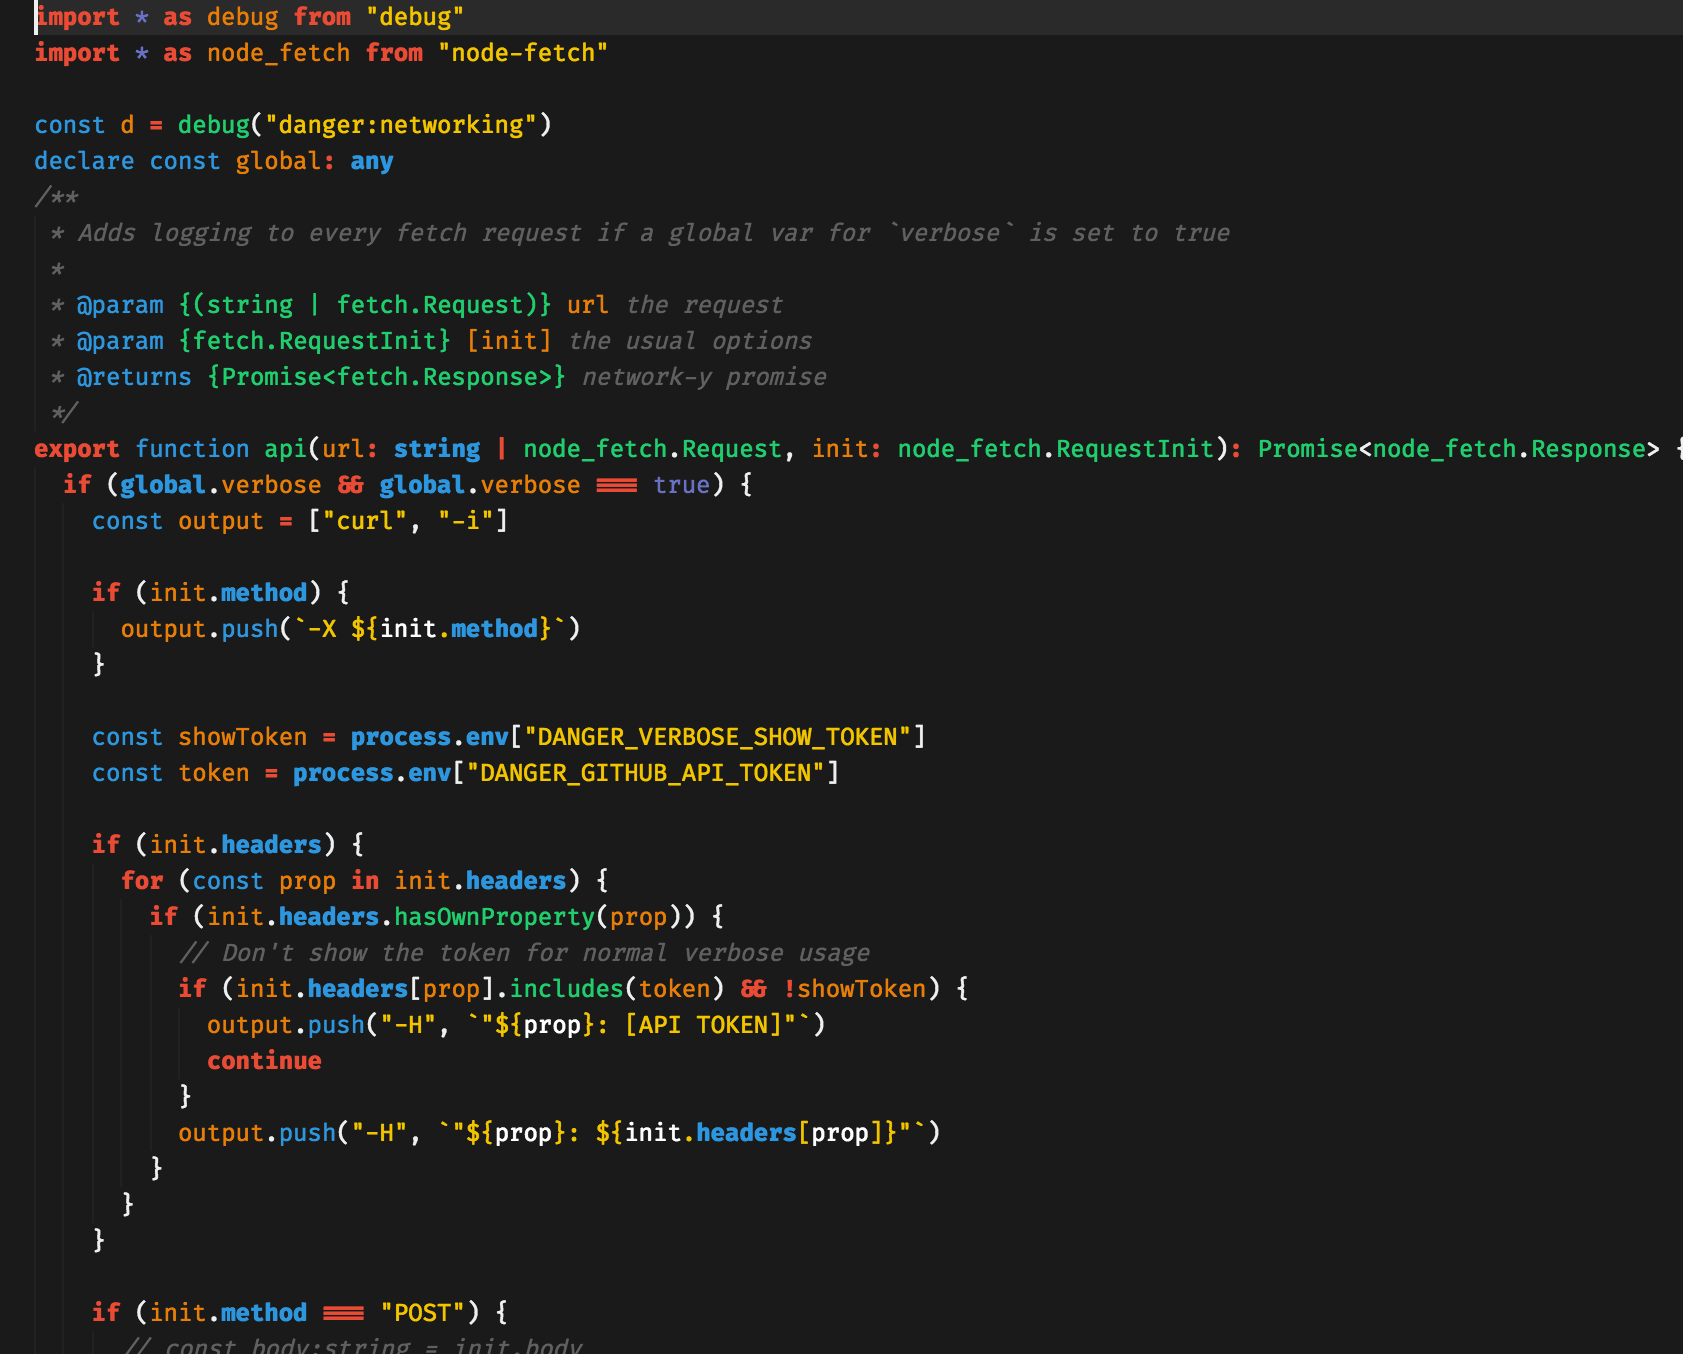 import * as debug from "debug"
import * as node_fetch from "node-fetch"

const d = debug("danger:networking")
declare const global: any
/**
 * Adds logging to every fetch request if a global var for `verbose` is set to true
 *
 * @param {(string | fetch.Request)} url the request
 * @param {fetch.RequestInit} [init] the usual options
 * @returns {Promise<fetch.Response>} network-y promise
 */
export function api(url: string | node_fetch.Request, init: node_fetch.RequestInit): Promise<node_fetch.Response> {
  if (global.verbose && global.verbose === true) {
    const output = ["curl", "-i"]

    if (init.method) {
      output.push(`-X ${init.method}`)
    }

    const showToken = process.env["DANGER_VERBOSE_SHOW_TOKEN"]
    const token = process.env["DANGER_GITHUB_API_TOKEN"]

    if (init.headers) {
      for (const prop in init.headers) {
        if (init.headers.hasOwnProperty(prop)) {
          // Don't show the token for normal verbose usage
          if (init.headers[prop].includes(token) && !showToken) {
            output.push("-H", `"${prop}: [API TOKEN]"`)
            continue
          }
          output.push("-H", `"${prop}: ${init.headers[prop]}"`)
        }
      }
    }

    if (init.method === "POST") {
      // const body:string = init.body